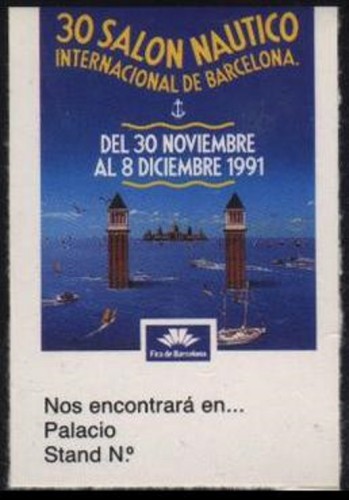 30 SALON NAUTICO
INTERNACIONAL DE BARCELONA.
DEL 30 NOVIEMBRE
AL 8 DICIEMBRE 1991
Fira de Barcelona
Nos encontrará en...
Palacio
Stand N.º